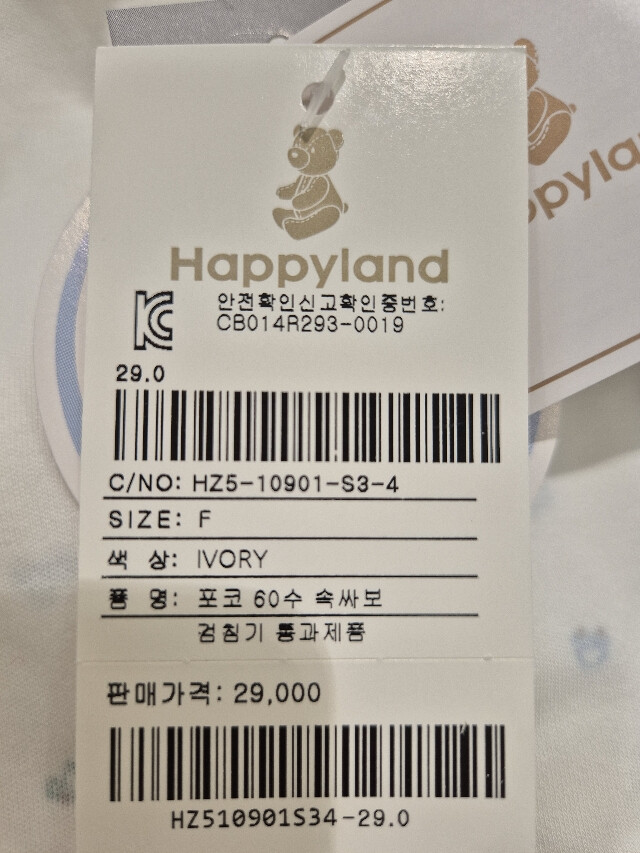 Happyland
안전확인신고확인증번호:
CB014R293-0019
29.0
C/NO: HZ5-10901-S3-4
SIZE: F
색 상: IVORY
품 명: 포코 60수 속싸보
검침기 통과제품
판매가격: 29,000
HZ510901S34-29.0